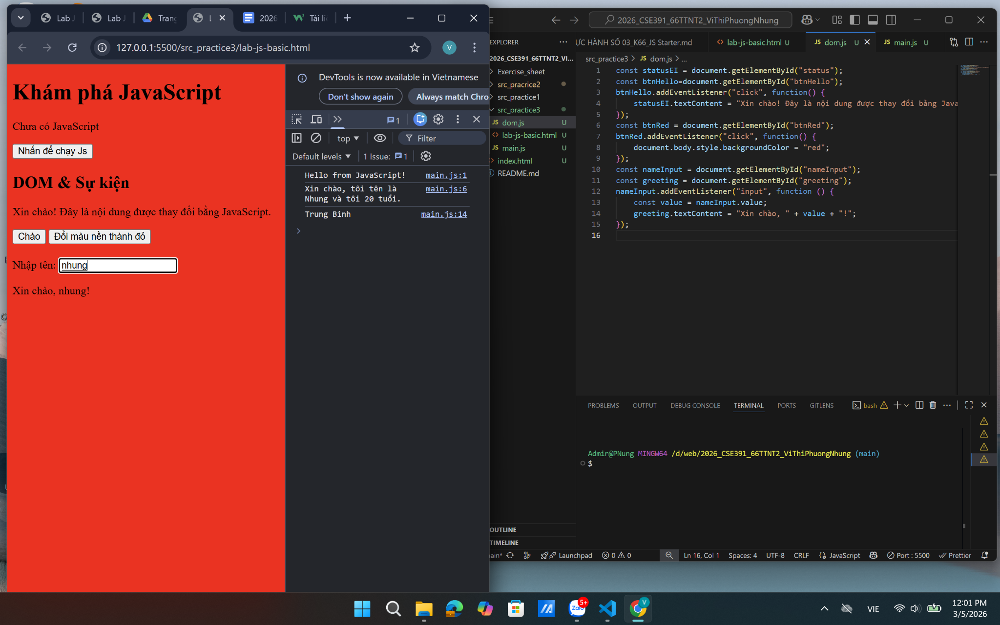 Lab J
Lab J
Trang
L
2026
Tài liệ
127.0.0.1:5500/src_practice3/lab-js-basic.html
V
Khám phá JavaScript
Chưa có JavaScript
Nhấn để chạy Js
DOM & Sự kiện
Xin chào! Đây là nội dung được thay đổi bằng JavaScript.
Chào
Đổi màu nền thành đỏ
Nhập tên: nhung
Xin chào, nhung!
DevTools is now available in Vietnamese
Don't show again
Always match Chro
1
top
Filter
Default levels
1 Issue: 1
Hello from JavaScript! main.js:1
Xin chào, tôi tên là main.js:6
Nhung và tôi 20 tuổi.
Trung Binh main.js:14
2026_CSE391_66TTNT2_ViThiPhuongNhung
EXPLORER
ỰC HÀNH SỐ 03_K66_JS Starter.md
lab-js-basic.html U
JS dom.js U
JS main.js U
2026_CSE391_66TTNT2_VI...
Exercise_sheet
src_pracrice2
src_practice1
src_practice3
JS dom.js U
lab-js-basic.html U
JS main.js U
index.html U
README.md
OUTLINE
TIMELINE
src_practice3 > JS dom.js > ...
1 const statusEI = document.getElementById("status");
2 const btnHello=document.getElementById("btnHello");
3 btnHello.addEventListener("click", function() {
4 statusEI.textContent = "Xin chào! Đây là nội dung được thay đổi bằng Java
5 });
6 const btnRed = document.getElementById("btnRed");
7 btnRed.addEventListener("click", function() {
8 document.body.style.backgroundColor = "red";
9 });
10 const nameInput = document.getElementById("nameInput");
11 const greeting = document.getElementById("greeting");
12 nameInput.addEventListener("input", function () {
13 const value = nameInput.value;
14 greeting.textContent = "Xin chào, " + value + "!";
15 });
16
PROBLEMS OUTPUT DEBUG CONSOLE TERMINAL PORTS GITLENS
bash
Admin@PNung MINGW64 /d/web/2026_CSE391_66TTNT2_ViThiPhuongNhung (main)
$
ain* Launchpad 0 0
Ln 16, Col 1 Spaces: 4 UTF-8 CRLF JavaScript Port : 5500 Prettier
Zalo
5+
V
VIE
12:01 PM
3/5/2026